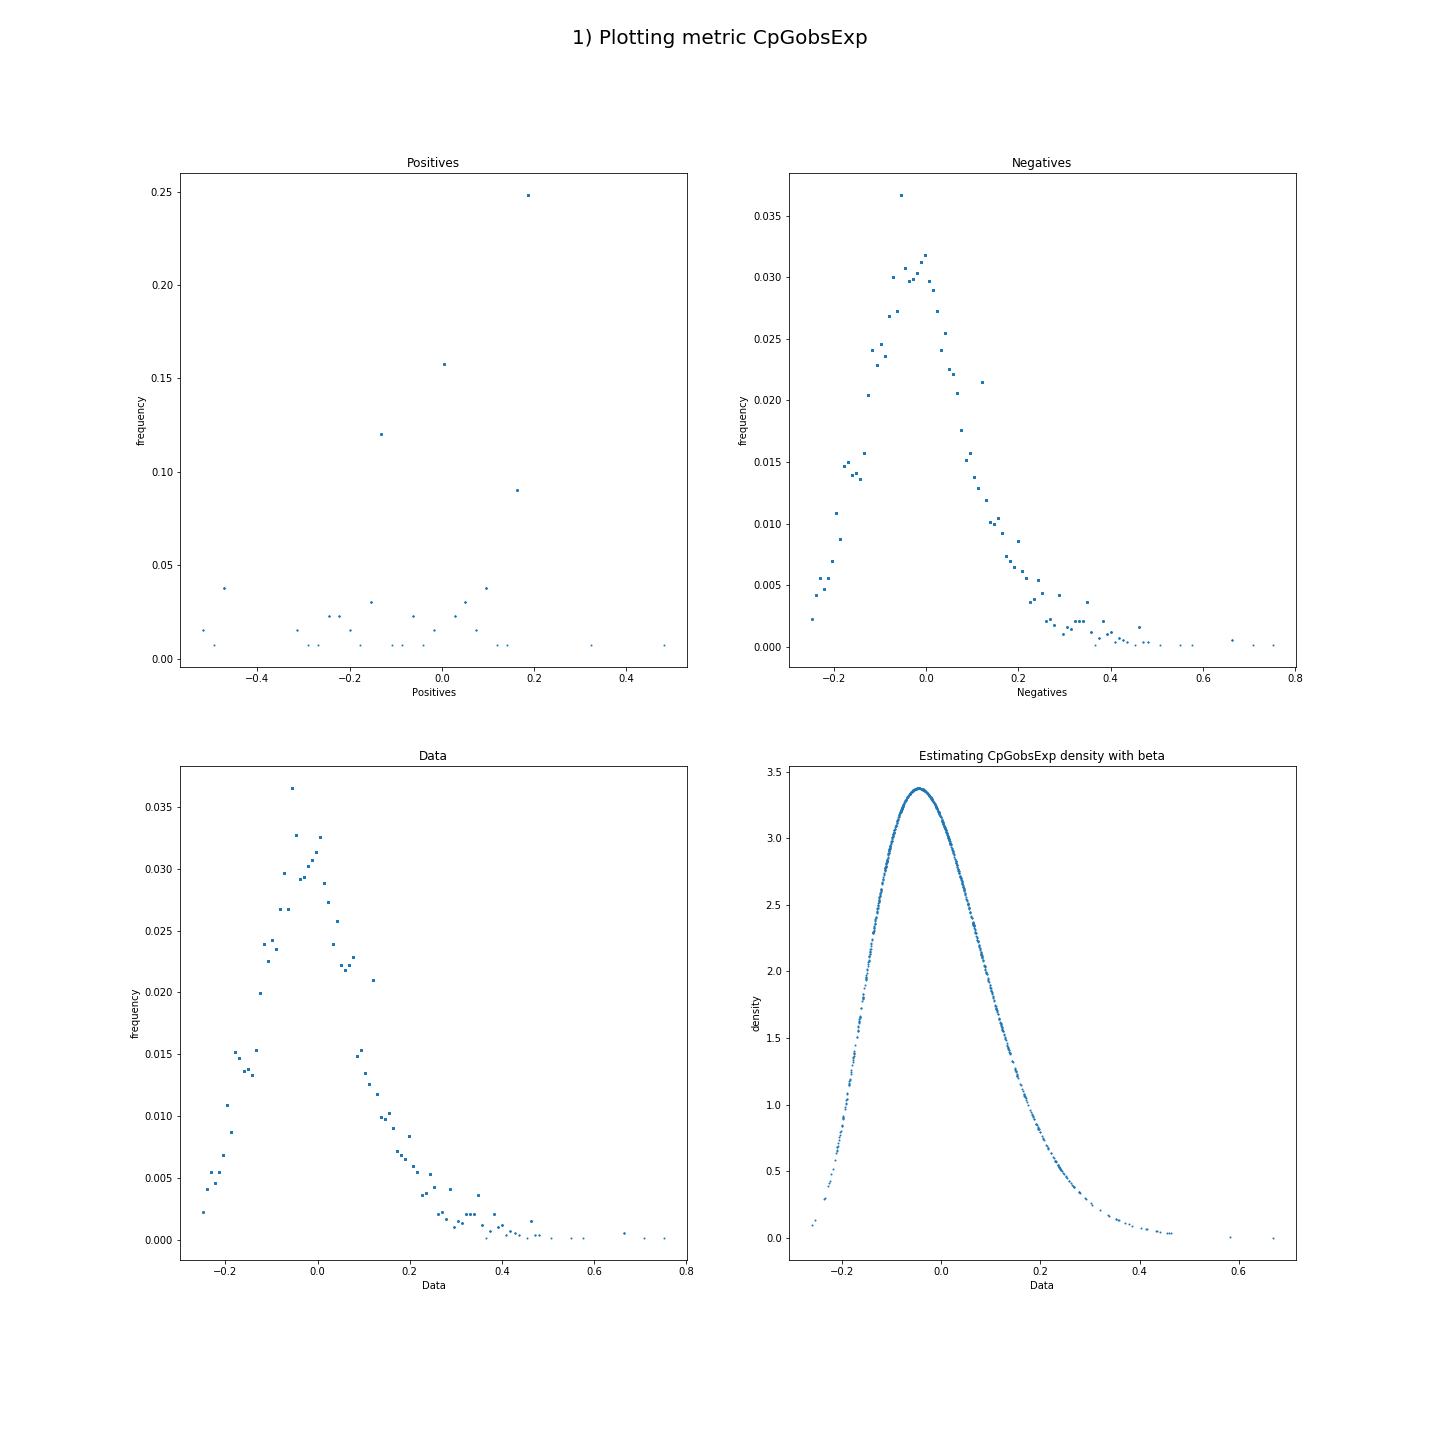 1) Plotting metric CpGobsExp
Positives
0.25
0.20
0.15
0.10
0.05
0.00
frequency
−0.4 −0.2 0.0 0.2 0.4
Positives
Negatives
0.035
0.030
0.025
0.020
0.015
0.010
0.005
0.000
frequency
−0.2 0.0 0.2 0.4 0.6 0.8
Negatives
Data
0.035
0.030
0.025
0.020
0.015
0.010
0.005
0.000
frequency
−0.2 0.0 0.2 0.4 0.6 0.8
Data
Estimating CpGobsExp density with beta
3.5
3.0
2.5
2.0
1.5
1.0
0.5
0.0
density
−0.2 0.0 0.2 0.4 0.6
Data